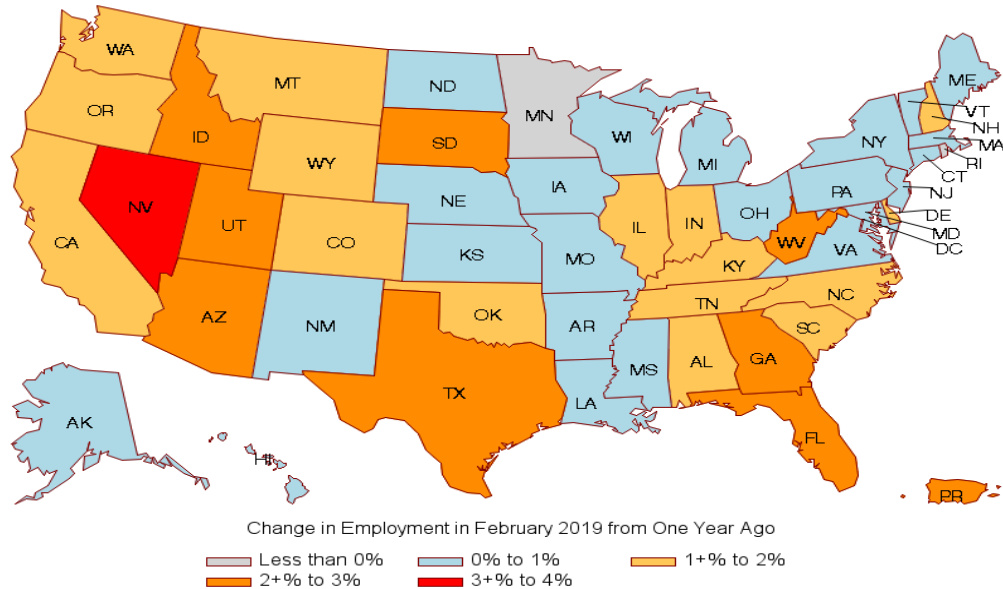 WA
MT
ND
ME
OR
MN
VT
NH
ID
SD
WI
NY
MA
WY
MI
RI
CT
IA
PA
NJ
NV
NE
OH
DE
UT
IL
IN
MD
CA
CO
WV
DC
KS
MO
VA
KY
NC
TN
AZ
OK
NM
AR
SC
MS
AL
GA
TX
LA
AK
FL
HI
PR
Change in Employment in February 2019 from One Year Ago
Less than 0% 0% to 1% 1+% to 2%
2+% to 3% 3+% to 4%